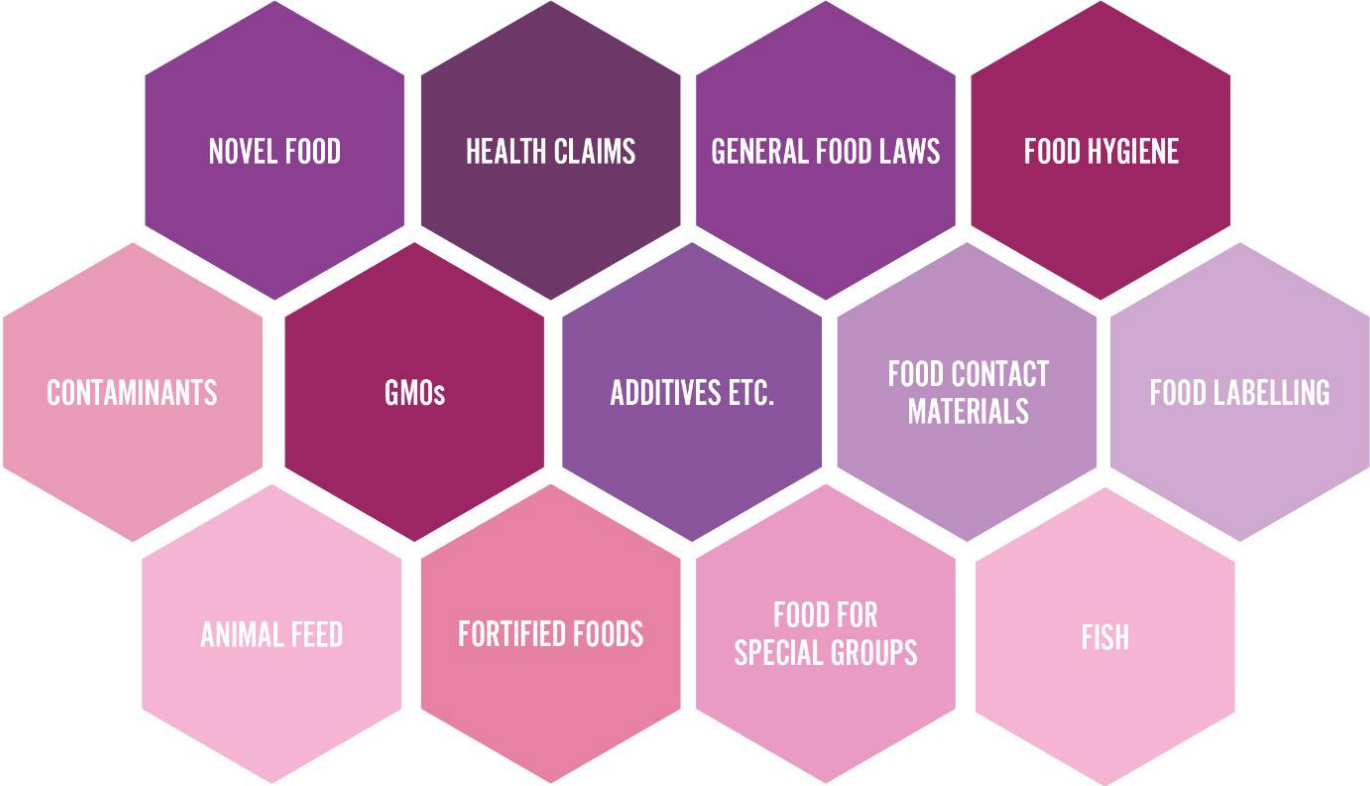 NOVEL FOOD
HEALTH CLAIMS
GENERAL FOOD LAWS
FOOD HYGIENE
CONTAMINANTS
GMOs
ADDITIVES ETC.
FOOD CONTACT
MATERIALS
FOOD LABELLING
ANIMAL FEED
FORTIFIED FOODS
FOOD FOR
SPECIAL GROUPS
FISH